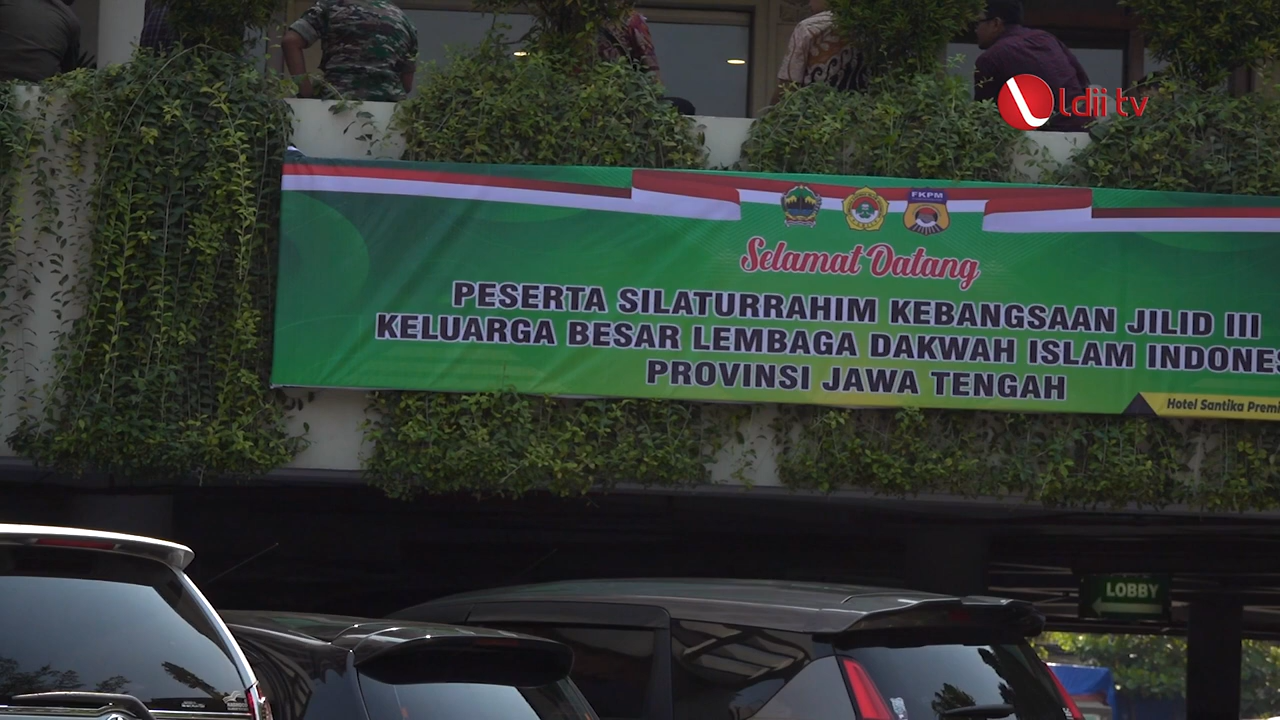 ldii tv
FKPM
Selamat Datang
PESERTA SILATURRAHIM KEBANGSAAN JILID III
KELUARGA BESAR LEMBAGA DAKWAH ISLAM INDONES
PROVINSI JAWA TENGAH
Hotel Santika Premi
LOBBY